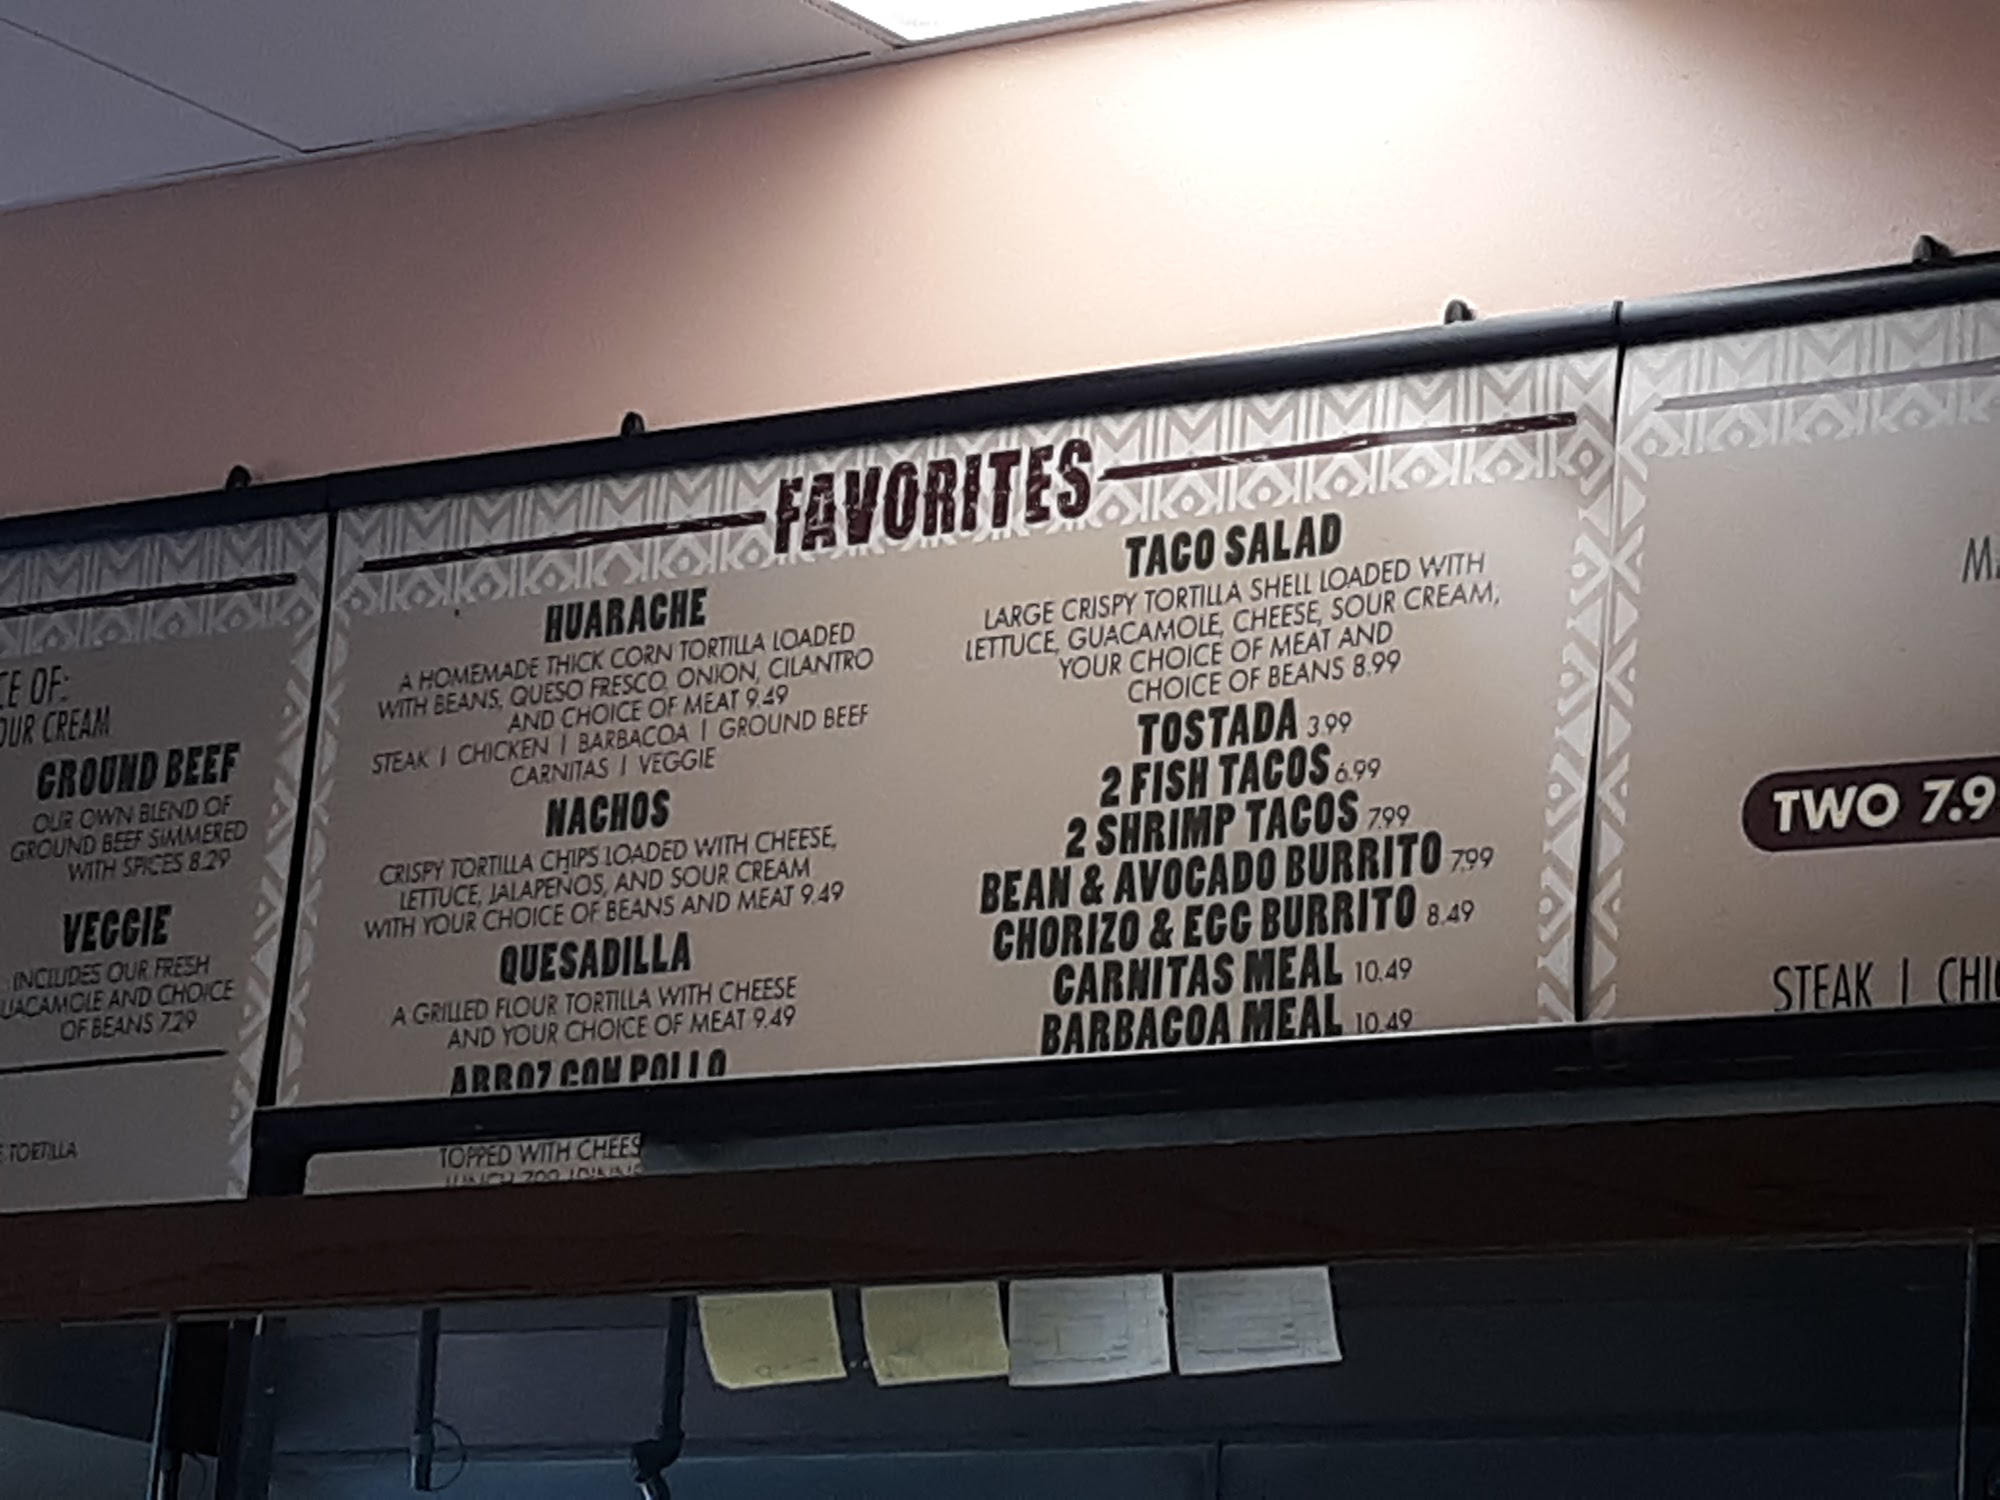 CE OF:
OUR CREAM
GROUND BEEF
OUR OWN BLEND OF
GROUND BEEF SIMMERED
WITH SPICES 8.29
VEGGIE
INCLUDES OUR FRESH
UACAMOLE AND CHOICE
OF BEANS 7.29
TORTILLA
FAVORITES
HUARACHE
A HOMEMADE THICK CORN TORTILLA LOADED
WITH BEANS, QUESO FRESCO, ONION, CILANTRO
AND CHOICE OF MEAT 9.49
STEAK | CHICKEN | BARBACOA | GROUND BEEF
CARNITAS | VEGGIE
NACHOS
CRISPY TORTILLA CHIPS LOADED WITH CHEESE,
LETTUCE, JALAPENOS, AND SOUR CREAM
WITH YOUR CHOICE OF BEANS AND MEAT 9.49
QUESADILLA
A GRILLED FLOUR TORTILLA WITH CHEESE
AND YOUR CHOICE OF MEAT 9.49
ARROZ CON POLLO
TOPPED WITH CHEES
TACO SALAD
LARGE CRISPY TORTILLA SHELL LOADED WITH
LETTUCE, GUACAMOLE, CHEESE, SOUR CREAM,
YOUR CHOICE OF MEAT AND
CHOICE OF BEANS 8.99
TOSTADA 3.99
2 FISH TACOS 6.99
2 SHRIMP TACOS 7.99
BEAN & AVOCADO BURRITO 7.99
CHORIZO & EGG BURRITO 8.49
CARNITAS MEAL 10.49
BARBACOA MEAL 10.49
TWO 7.9
STEAK | CHI